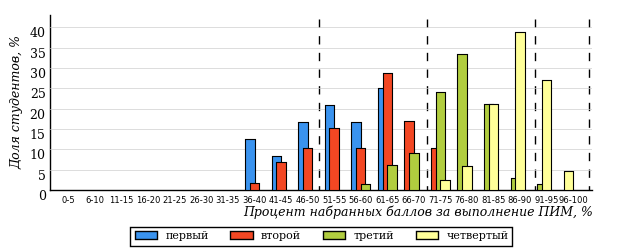 Доля студентов, %
40
35
30
25
20
15
10
5
0
0-5 6-10 11-15 16-20 21-25 26-30 31-35 36-40 41-45 46-50 51-55 56-60 61-65 66-70 71-75 76-80 81-85 86-90 91-95 96-100
Процент набранных баллов за выполнение ПИМ, %
первый второй третий четвертый